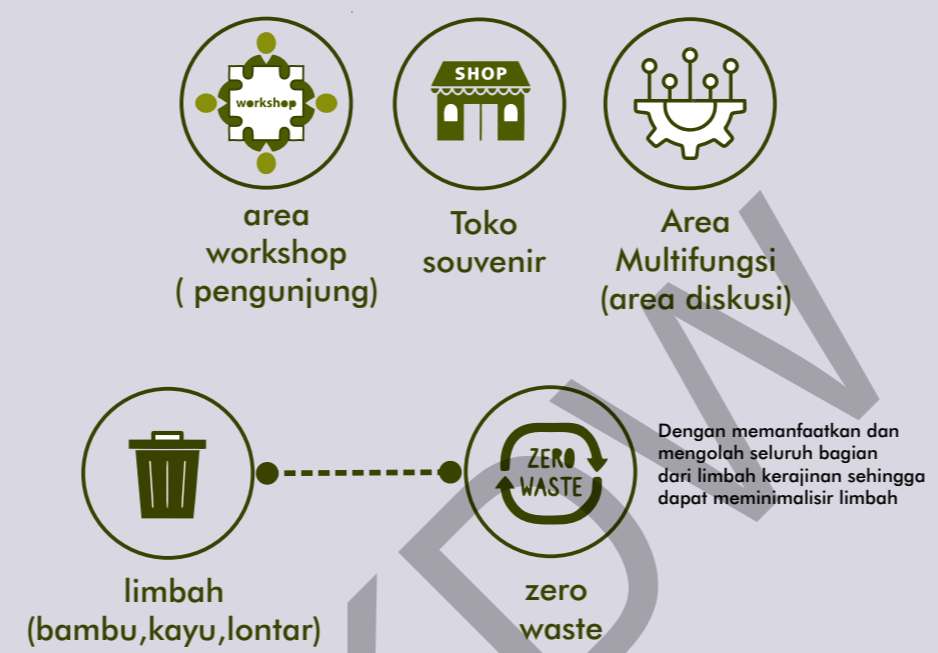 workshop
SHOP
area
workshop
( pengunjung)
Toko
souvenir
Area
Multifungsi
(area diskusi)
ZERO
WASTE
Dengan memanfaatkan dan
mengolah seluruh bagian
dari limbah kerajinan sehingga
dapat meminimalisir limbah
limbah
(bambu,kayu,lontar)
zero
waste